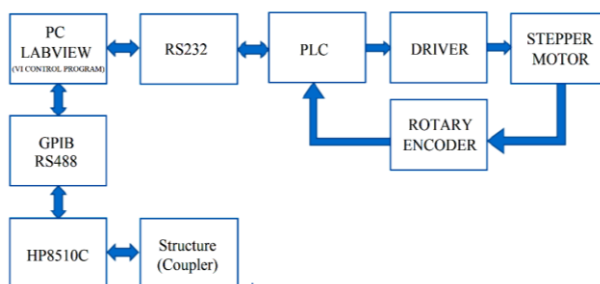 PC
LABVIEW
(VI CONTROL PROGRAM)
RS232
PLC
DRIVER
STEPPER
MOTOR
ROTARY
ENCODER
GPIB
RS488
HP8510C
Structure
(Coupler)